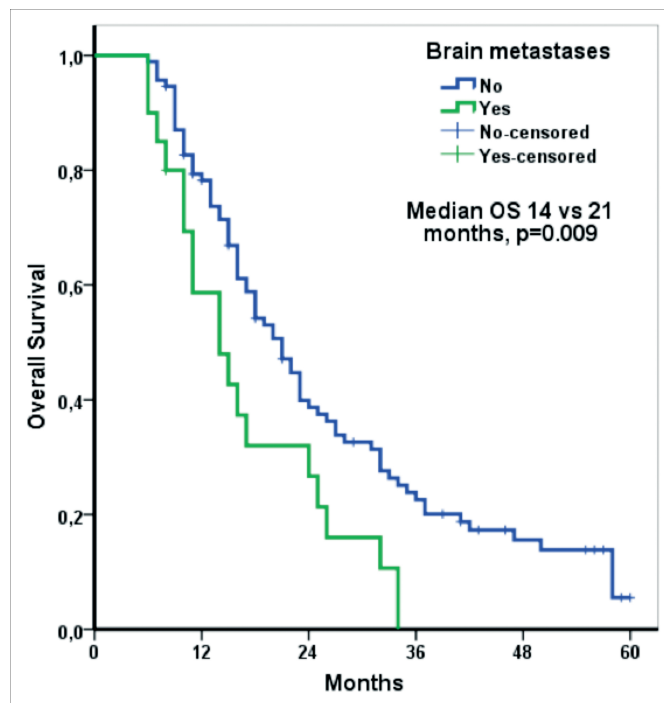 Brain metastases
No
Yes
No-censored
Yes-censored
Median OS 14 vs 21
months, p=0.009
Overall Survival
1,0
0,8
0,6
0,4
0,2
0,0
0
12
24
36
48
60
Months